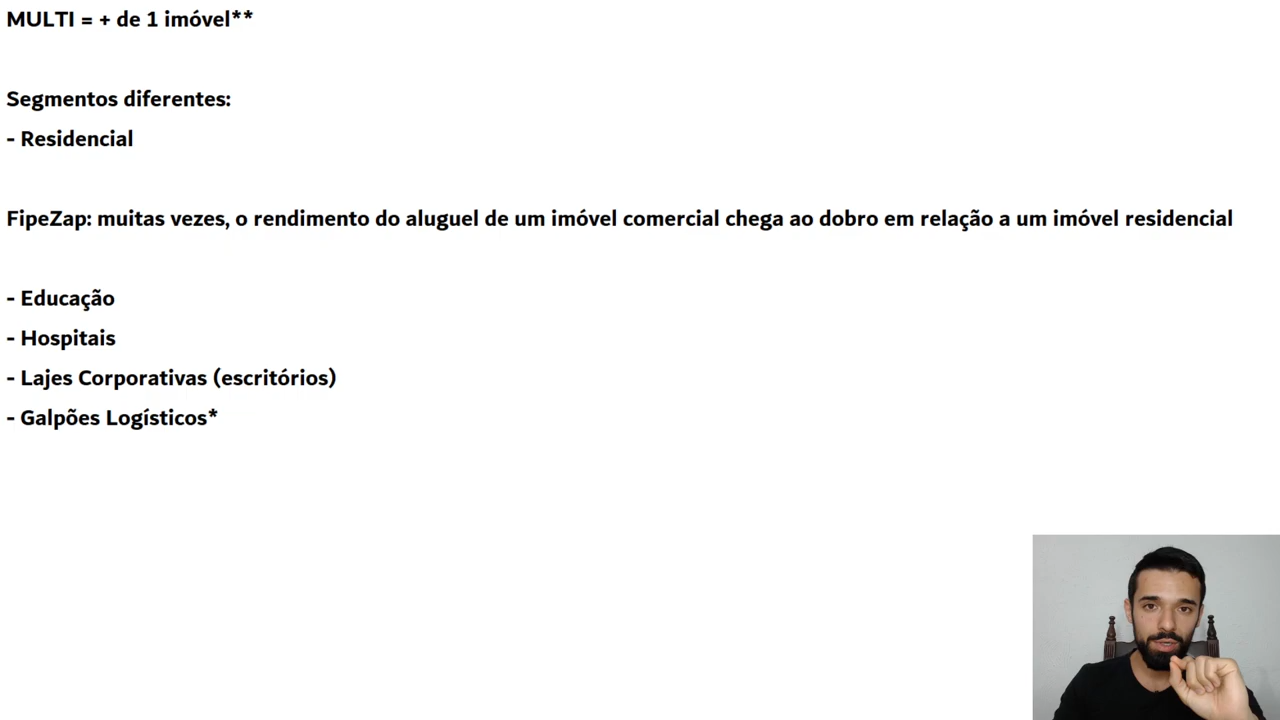 MULTI = + de 1 imóvel**
Segmentos diferentes:
- Residencial
FipeZap: muitas vezes, o rendimento do aluguel de um imóvel comercial chega ao dobro em relação a um imóvel residencial
- Educação
- Hospitais
- Lajes Corporativas (escritórios)
- Galpões Logísticos*